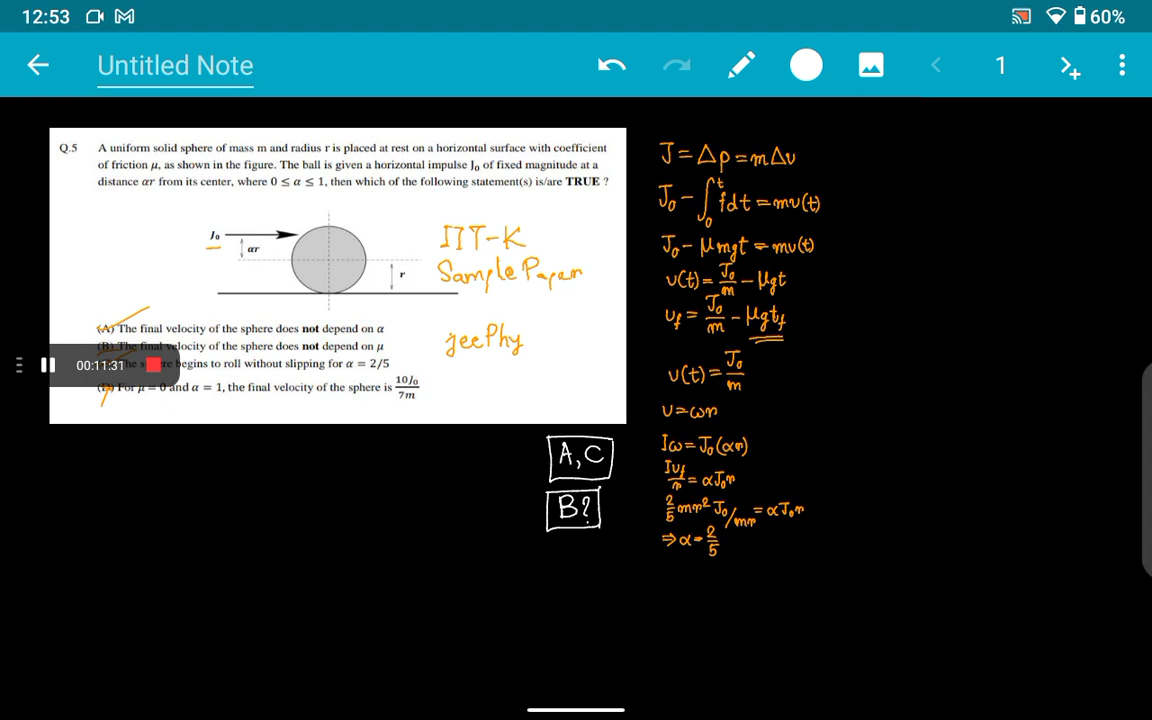 12:53
60%
Untitled Note
1
Q.5 A uniform solid sphere of mass m and radius r is placed at rest on a horizontal surface with coefficient
of friction μ, as shown in the figure. The ball is given a horizontal impulse J₀ of fixed magnitude at a
distance αr from its center, where 0 ≤ α ≤ 1, then which of the following statement(s) is/are TRUE ?
J₀
αr
r
IIT-K
Sample Paper
jeePhy
(A) The final velocity of the sphere does not depend on α
(B) The final velocity of the sphere does not depend on μ
begins to roll without slipping for α = 2/5
(D) For μ = 0 and α = 1, the final velocity of the sphere is 10J₀/7m
00:11:31
A, C
B?
J = Δp = mΔv
J₀ - ∫₀ᵗ f dt = mv(t)
J₀ - μmgt = mv(t)
v(t) = J₀/m - μgt
v_f = J₀/m - μgt_f
v(t) = J₀/m
v = ωr
Iω = J₀(αr)
Iv_f/r = αJ₀r
2/5 mr² J₀/mr = αJ₀r
⇒ α = 2/5